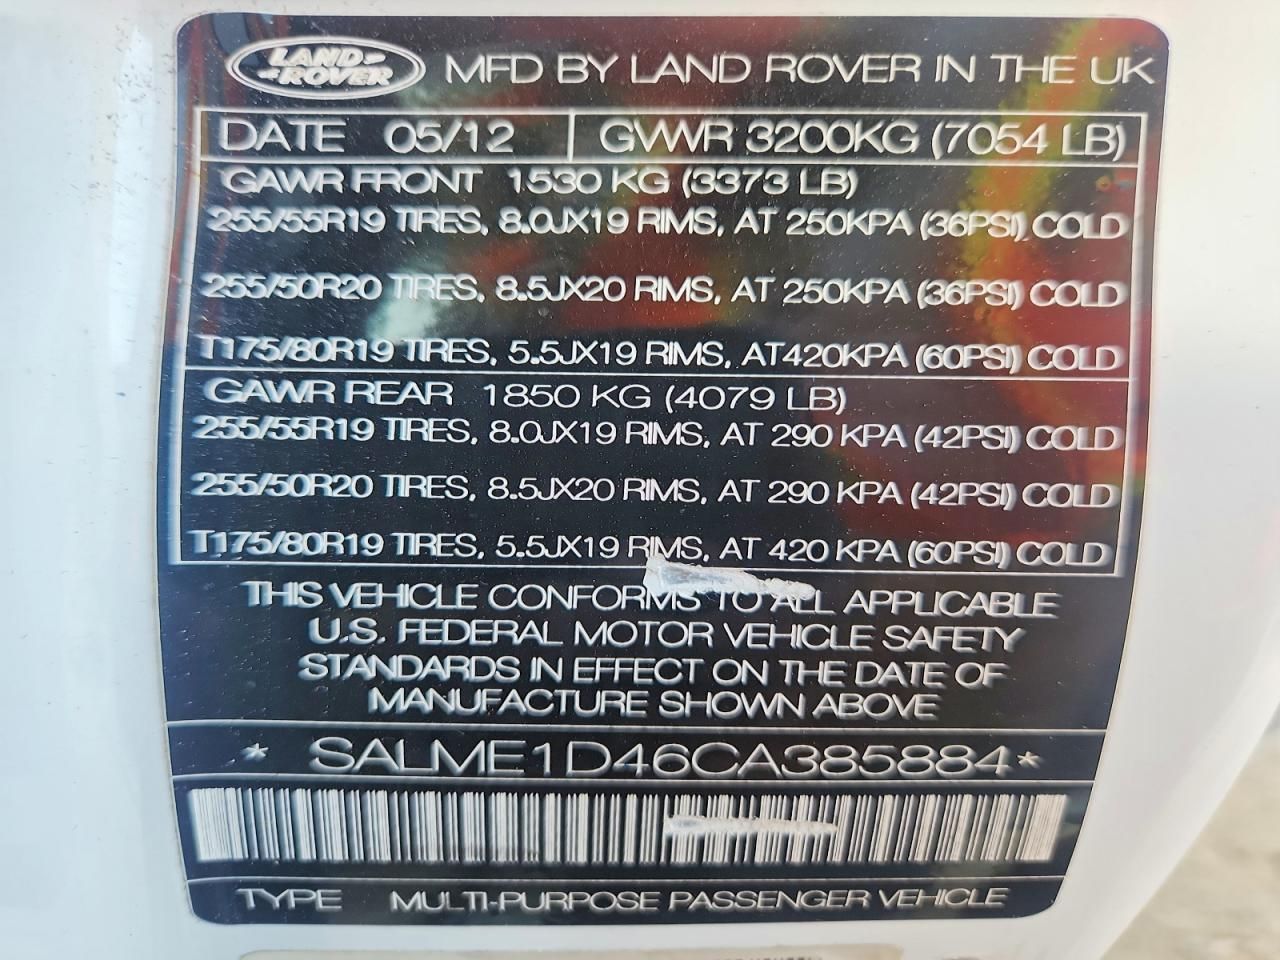 LAND ROVER MFD BY LAND ROVER IN THE UK
DATE 05/12 GVWR 3200KG (7054 LB)
GAWR FRONT 1530 KG (3373 LB)
255/55R19 TIRES, 8.0JX19 RIMS, AT 250KPA (36PSI) COLD
255/50R20 TIRES, 8.5JX20 RIMS, AT 250KPA (36PSI) COLD
T175/80R19 TIRES, 5.5JX19 RIMS, AT420KPA (60PSI) COLD
GAWR REAR 1850 KG (4079 LB)
255/55R19 TIRES, 8.0JX19 RIMS, AT 290 KPA (42PSI) COLD
255/50R20 TIRES, 8.5JX20 RIMS, AT 290 KPA (42PSI) COLD
T175/80R19 TIRES, 5.5JX19 RIMS, AT 420 KPA (60PSI) COLD
THIS VEHICLE CONFORMS TO ALL APPLICABLE
U.S. FEDERAL MOTOR VEHICLE SAFETY
STANDARDS IN EFFECT ON THE DATE OF
MANUFACTURE SHOWN ABOVE
* SALME1D46CA385884 *
TYPE MULTI-PURPOSE PASSENGER VEHICLE